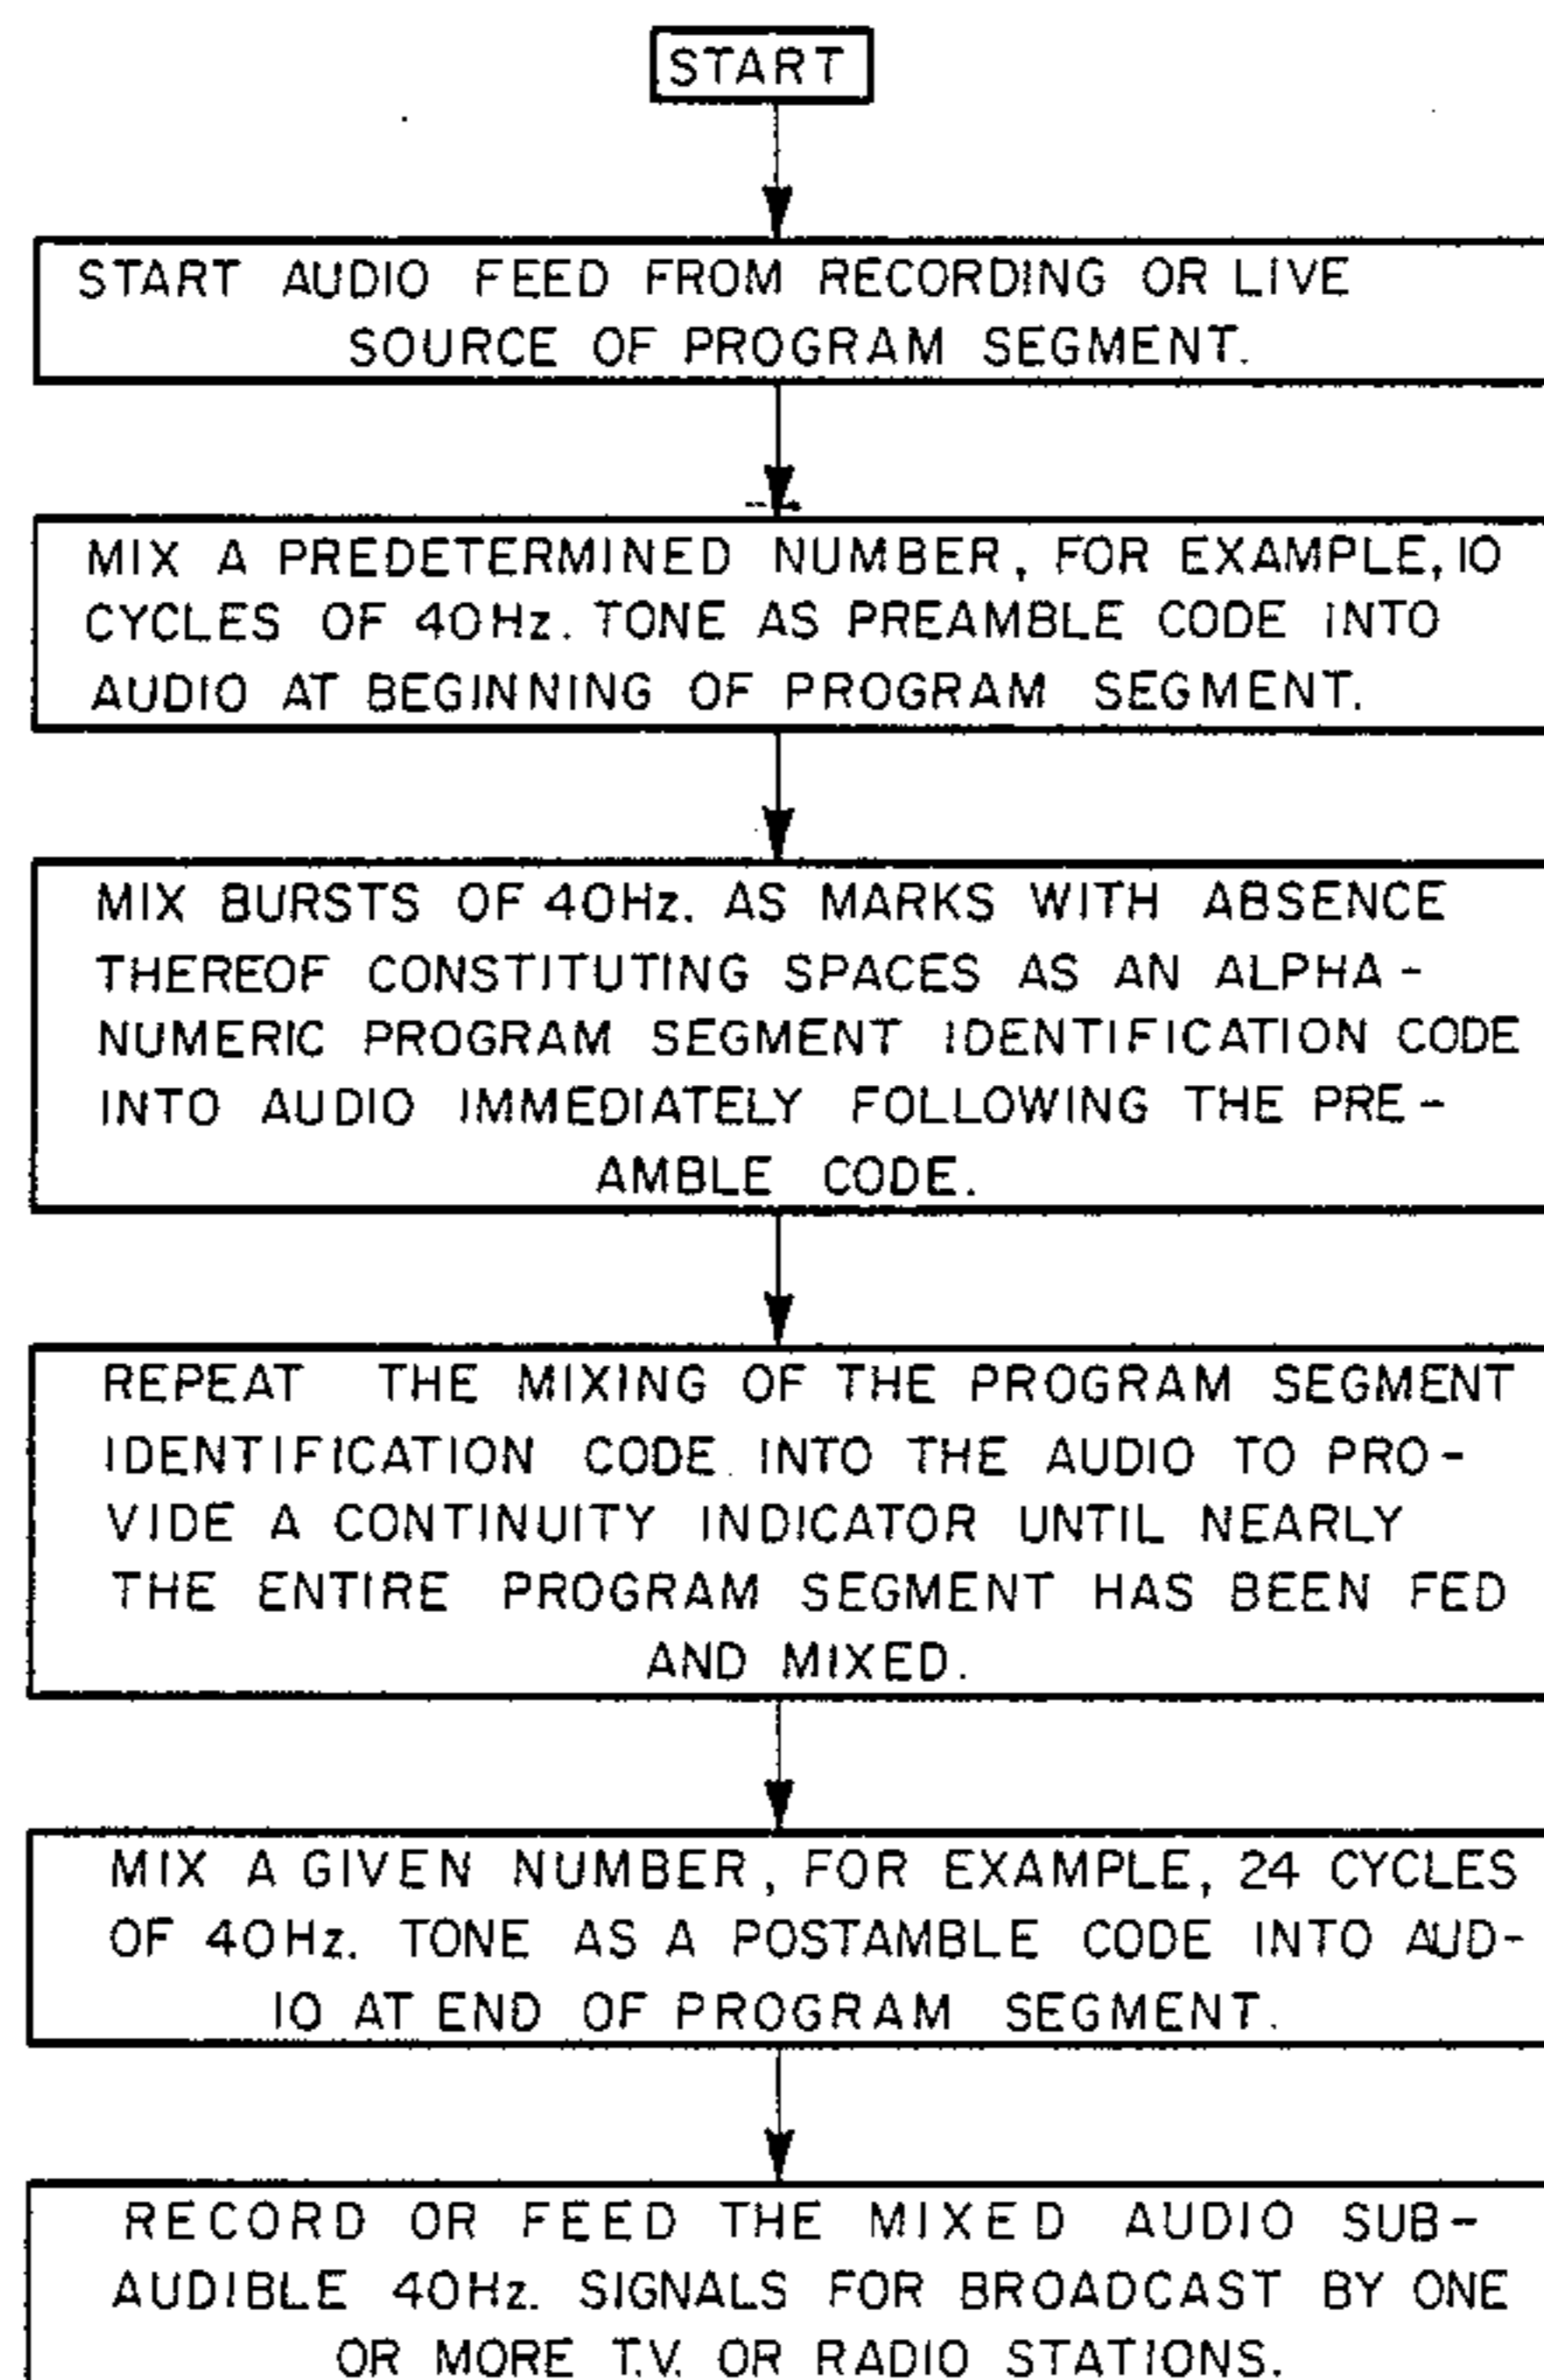 START
START AUDIO FEED FROM RECORDING OR LIVE
SOURCE OF PROGRAM SEGMENT.
MIX A PREDETERMINED NUMBER, FOR EXAMPLE, 10
CYCLES OF 40Hz. TONE AS PREAMBLE CODE INTO
AUDIO AT BEGINNING OF PROGRAM SEGMENT.
MIX BURSTS OF 40Hz. AS MARKS WITH ABSENCE
THEREOF CONSTITUTING SPACES AS AN ALPHA-
NUMERIC PROGRAM SEGMENT IDENTIFICATION CODE
INTO AUDIO IMMEDIATELY FOLLOWING THE PRE-
AMBLE CODE.
REPEAT THE MIXING OF THE PROGRAM SEGMENT
IDENTIFICATION CODE INTO THE AUDIO TO PRO-
VIDE A CONTINUITY INDICATOR UNTIL NEARLY
THE ENTIRE PROGRAM SEGMENT HAS BEEN FED
AND MIXED.
MIX A GIVEN NUMBER, FOR EXAMPLE, 24 CYCLES
OF 40Hz. TONE AS A POSTAMBLE CODE INTO AUD-
IO AT END OF PROGRAM SEGMENT.
RECORD OR FEED THE MIXED AUDIO SUB-
AUDIBLE 40Hz. SIGNALS FOR BROADCAST BY ONE
OR MORE T.V. OR RADIO STATIONS.